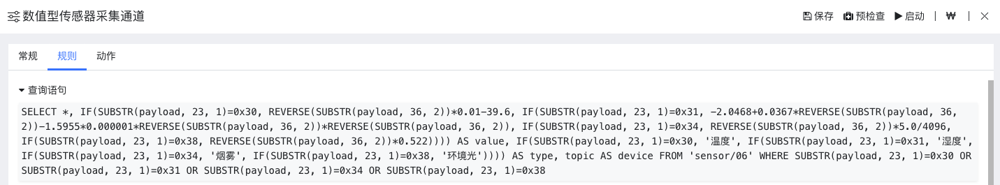 数值型传感器采集通道
保存 预检查 启动 | ₩ | ×
常规 规则 动作
查询语句
SELECT *, IF(SUBSTR(payload, 23, 1)=0x30, REVERSE(SUBSTR(payload, 36, 2))*0.01-39.6, IF(SUBSTR(payload, 23, 1)=0x31, -2.0468+0.0367*REVERSE(SUBSTR(payload, 36,
2))-1.5955*0.000001*REVERSE(SUBSTR(payload, 36, 2))*REVERSE(SUBSTR(payload, 36, 2)), IF(SUBSTR(payload, 23, 1)=0x34, REVERSE(SUBSTR(payload, 36, 2))*5.0/4096,
IF(SUBSTR(payload, 23, 1)=0x38, REVERSE(SUBSTR(payload, 36, 2))*0.522)))) AS value, IF(SUBSTR(payload, 23, 1)=0x30, '温度', IF(SUBSTR(payload, 23, 1)=0x31, '湿度',
IF(SUBSTR(payload, 23, 1)=0x34, '烟雾', IF(SUBSTR(payload, 23, 1)=0x38, '环境光')))) AS type, topic AS device FROM 'sensor/06' WHERE SUBSTR(payload, 23, 1)=0x30 OR
SUBSTR(payload, 23, 1)=0x31 OR SUBSTR(payload, 23, 1)=0x34 OR SUBSTR(payload, 23, 1)=0x38